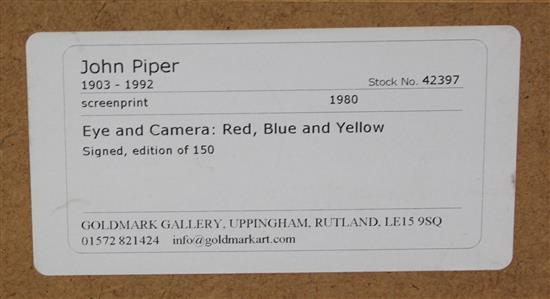 John Piper
1903 - 1992 Stock No. 42397
screenprint 1980
Eye and Camera: Red, Blue and Yellow
Signed, edition of 150
GOLDMARK GALLERY, UPPINGHAM, RUTLAND, LE15 9SQ
01572 821424 info@goldmarkart.com